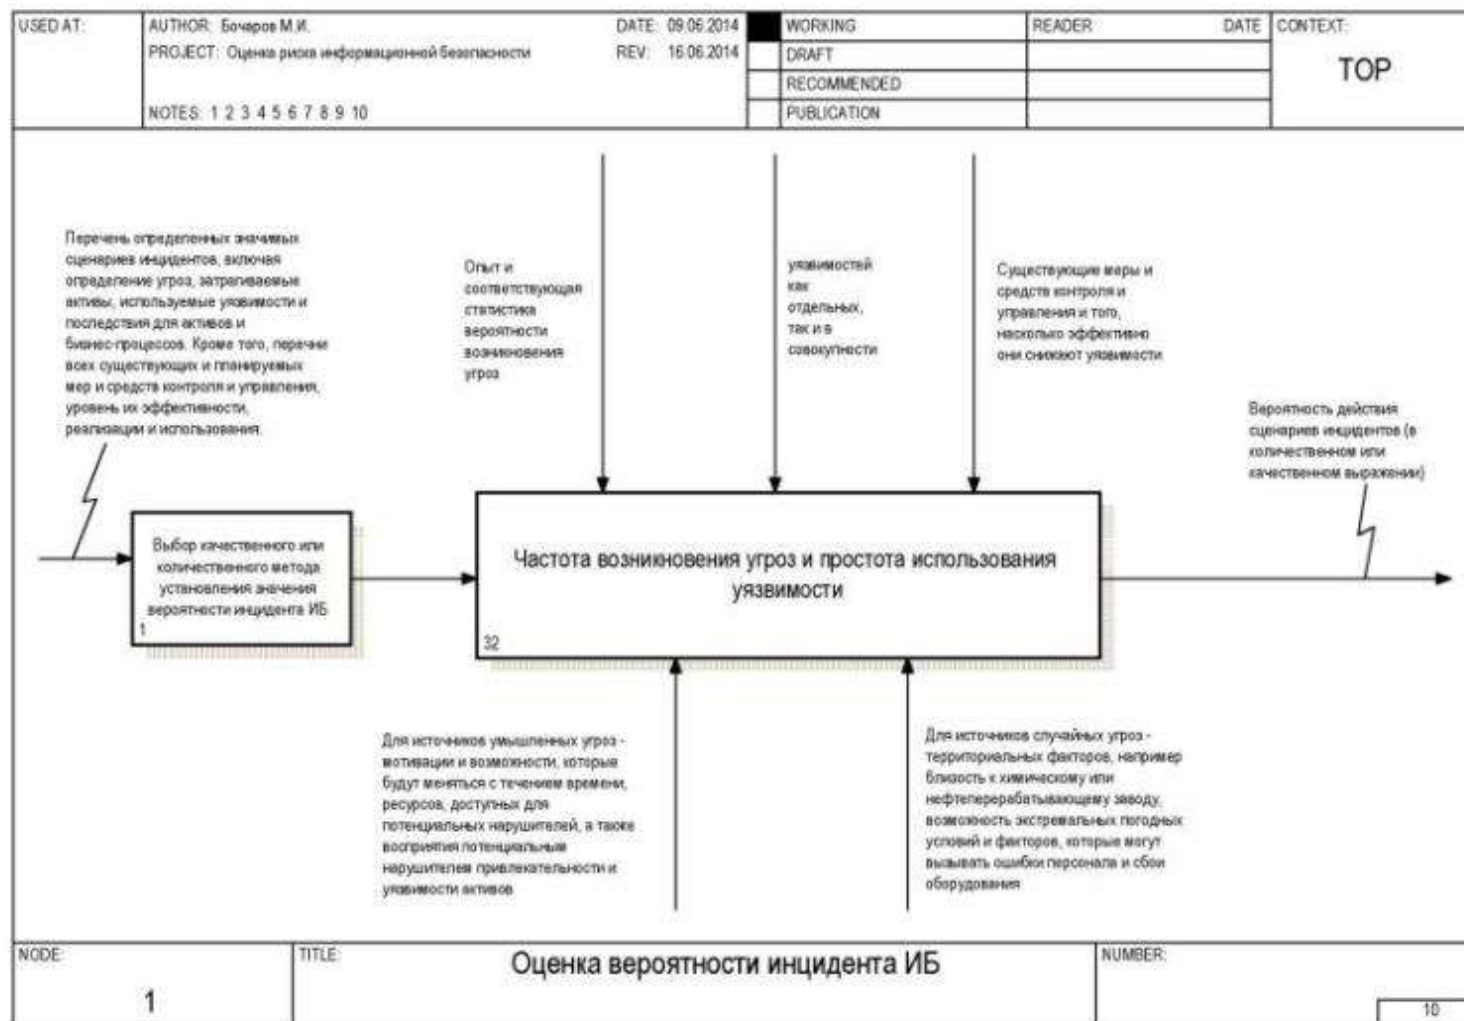 USED AT:
AUTHOR: Бочаров М.И.
DATE: 09.06.2014
PROJECT: Оценка риска информационной безопасности
REV: 16.06.2014
NOTES: 1 2 3 4 5 6 7 8 9 10
WORKING
DRAFT
RECOMMENDED
PUBLICATION
READER
DATE
CONTEXT:
TOP
Перечень определенных значимых
сценариев инцидентов, включая
определение угроз, затрагиваемые
активы, используемые уязвимости и
последствия для активов и
бизнес-процессов. Кроме того, перечни
всех существующих и планируемых
мер и средств контроля и управления,
уровень их эффективности,
реализации и использования.
Опыт и
соответствующая
статистика
вероятности
возникновения
угроз
уязвимостей
как
отдельных,
так и в
совокупности
Существующие меры и
средств контроля и
управления и того,
насколько эффективно
они снижают уязвимости
Вероятность действия
сценариев инцидентов (в
количественном или
качественном выражении)
Выбор качественного или
количественного метода
установления значения
вероятности инцидента ИБ
1
Частота возникновения угроз и простота использования
уязвимости
32
Для источников умышленных угроз -
мотивации и возможности, которые
будут меняться с течением времени,
ресурсов, доступных для
потенциальных нарушителей, а также
восприятия потенциальным
нарушителем привлекательности и
уязвимости активов
Для источников случайных угроз -
территориальных факторов, например
близость к химическому или
нефтеперерабатывающему заводу,
возможность экстремальных погодных
условий и факторов, которые могут
вызывать ошибки персонала и сбои
оборудования
NODE:
1
TITLE:
Оценка вероятности инцидента ИБ
NUMBER:
10